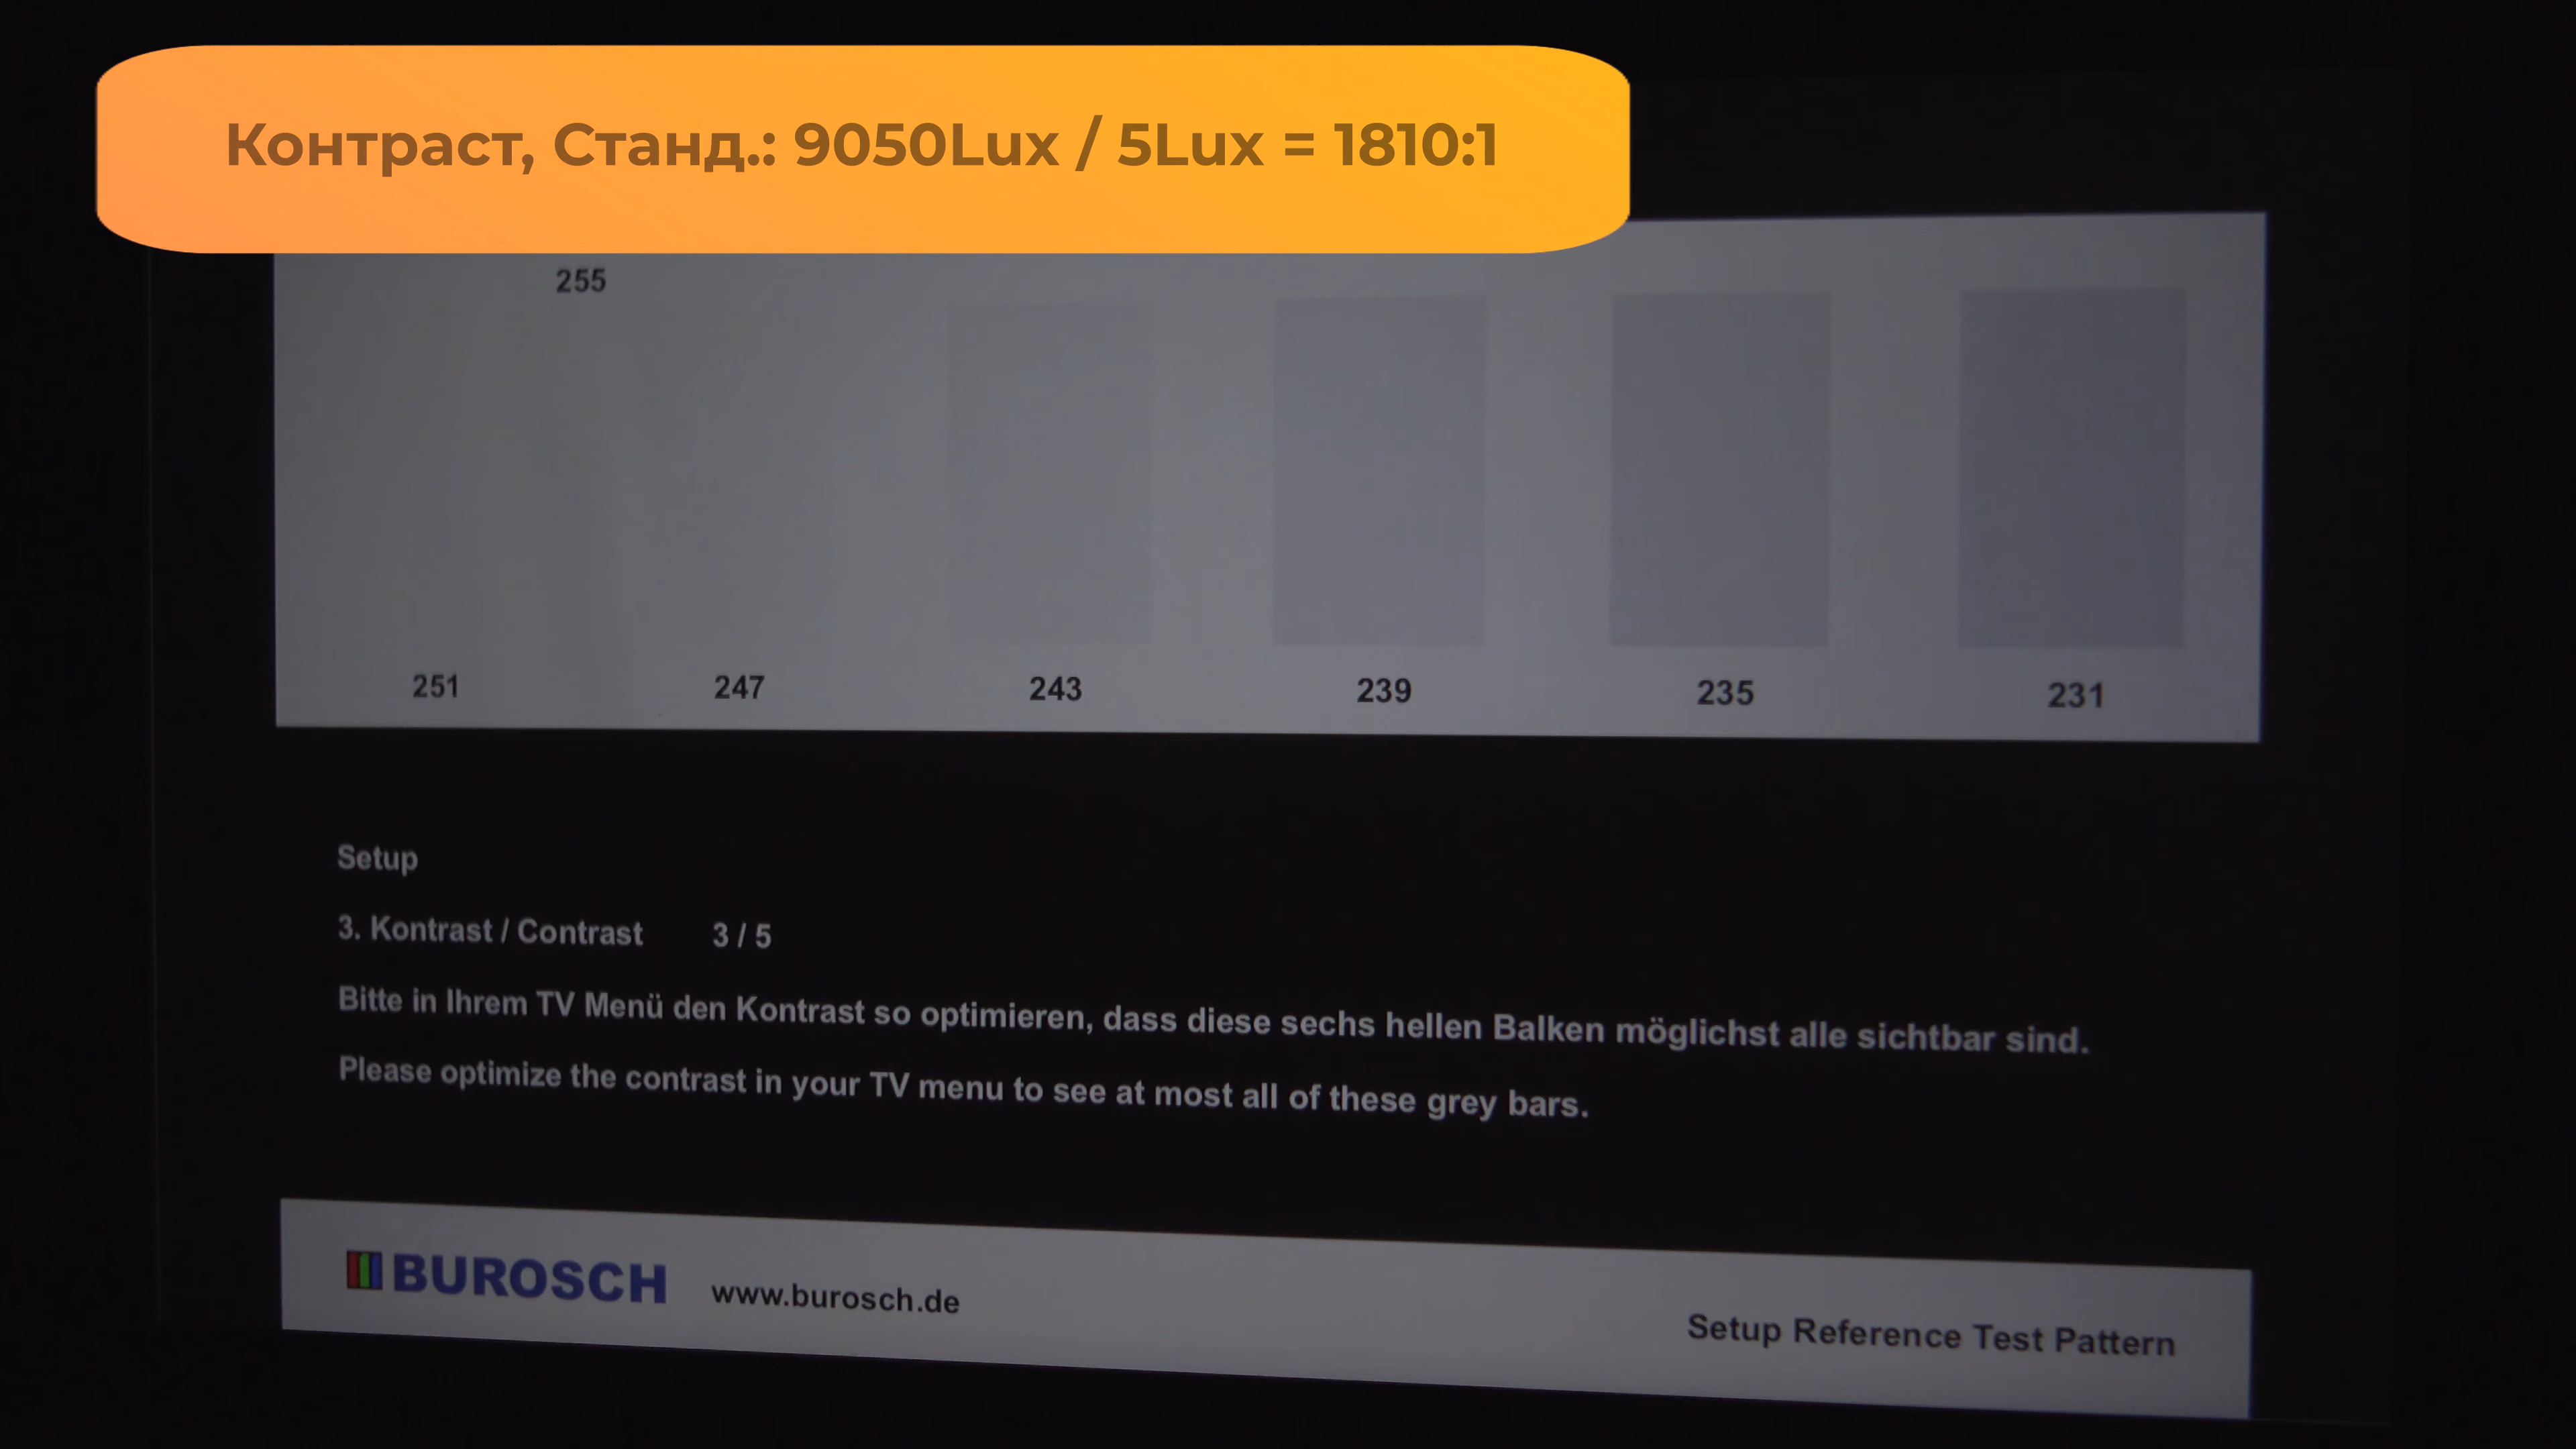 Контраст, Станд.: 9050Lux / 5Lux = 1810:1
255
251 247 243 239 235 231
Setup
3. Kontrast / Contrast 3 / 5
Bitte in Ihrem TV Menü den Kontrast so optimieren, dass diese sechs hellen Balken möglichst alle sichtbar sind.
Please optimize the contrast in your TV menu to see at most all of these grey bars.
BUROSCH www.burosch.de
Setup Reference Test Pattern